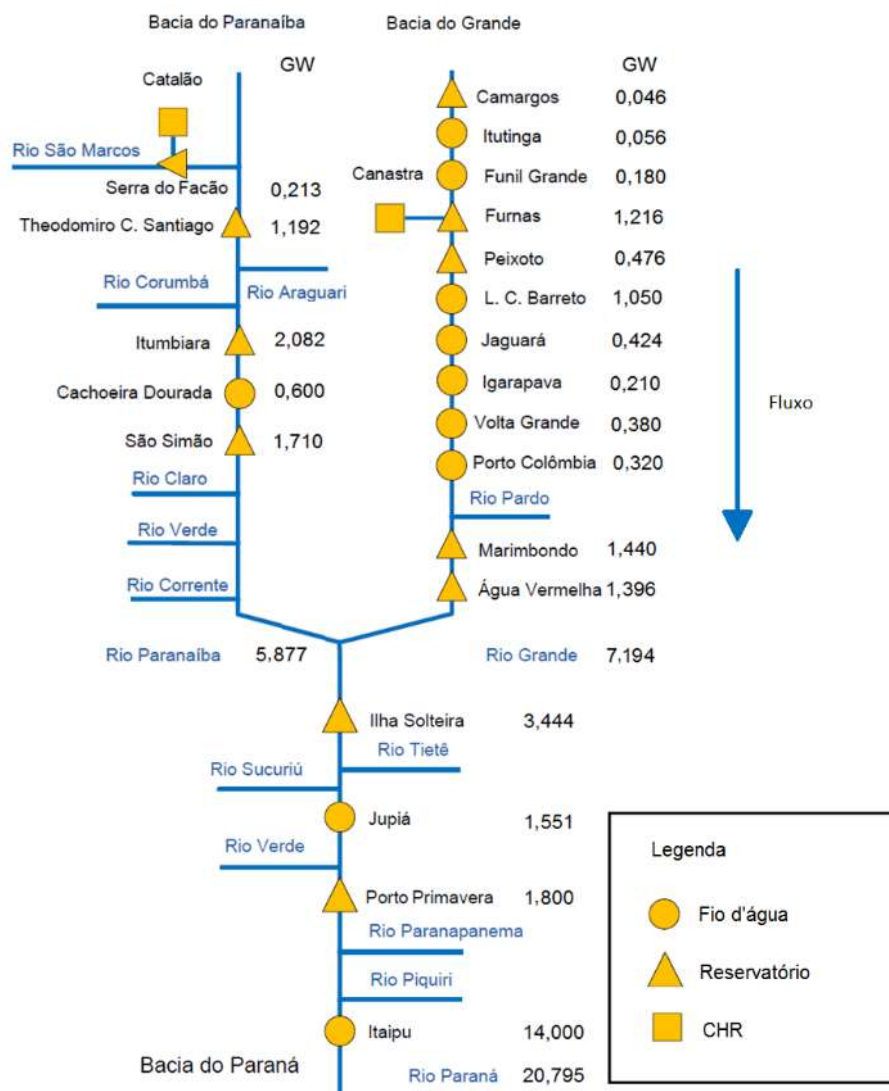 Bacia do Paranaíba
GW
Catalão
Rio São Marcos
Serra do Facão 0,213
Theodomiro C. Santiago 1,192
Rio Corumbá
Rio Araguari
Itumbiara 2,082
Cachoeira Dourada 0,600
São Simão 1,710
Rio Claro
Rio Verde
Rio Corrente
Rio Paranaíba 5,877
Bacia do Grande
GW
Camargos 0,046
Itutinga 0,056
Canastra
Funil Grande 0,180
Furnas 1,216
Peixoto 0,476
L. C. Barreto 1,050
Jaguará 0,424
Igarapava 0,210
Volta Grande 0,380
Porto Colômbia 0,320
Rio Pardo
Marimbondo 1,440
Água Vermelha 1,396
Rio Grande 7,194
Fluxo
Ilha Solteira 3,444
Rio Tietê
Rio Sucuriú
Jupiá 1,551
Rio Verde
Porto Primavera 1,800
Rio Paranapanema
Rio Piquiri
Itaipu 14,000
Bacia do Paraná
Rio Paraná 20,795
Legenda
Fio d'água
Reservatório
CHR